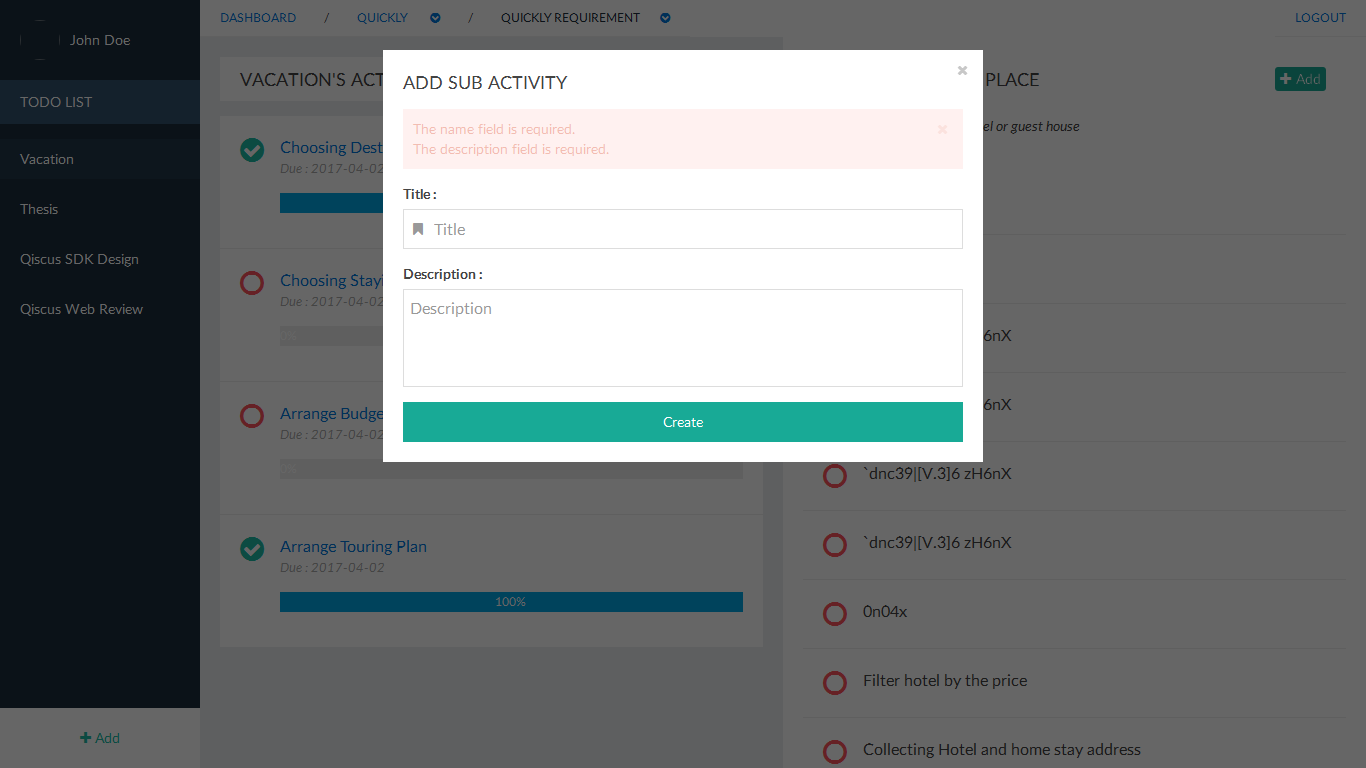 DASHBOARD / QUICKLY / QUICKLY REQUIREMENT LOGOUT
John Doe
TODO LIST
Vacation
Thesis
Qiscus SDK Design
Qiscus Web Review
+ Add
VACATION'S ACT
Choosing Dest
Due : 2017-04-02
Choosing Stayi
Due : 2017-04-02
0%
Arrange Budge
Due : 2017-04-02
0%
Arrange Touring Plan
Due : 2017-04-02
100%
ADD SUB ACTIVITY
The name field is required.
The description field is required.
Title :
Title
Description :
Description
Create
PLACE
+ Add
el or guest house
6nX
6nX
`dnc39|[V.3]6 zH6nX
`dnc39|[V.3]6 zH6nX
0n04x
Filter hotel by the price
Collecting Hotel and home stay address